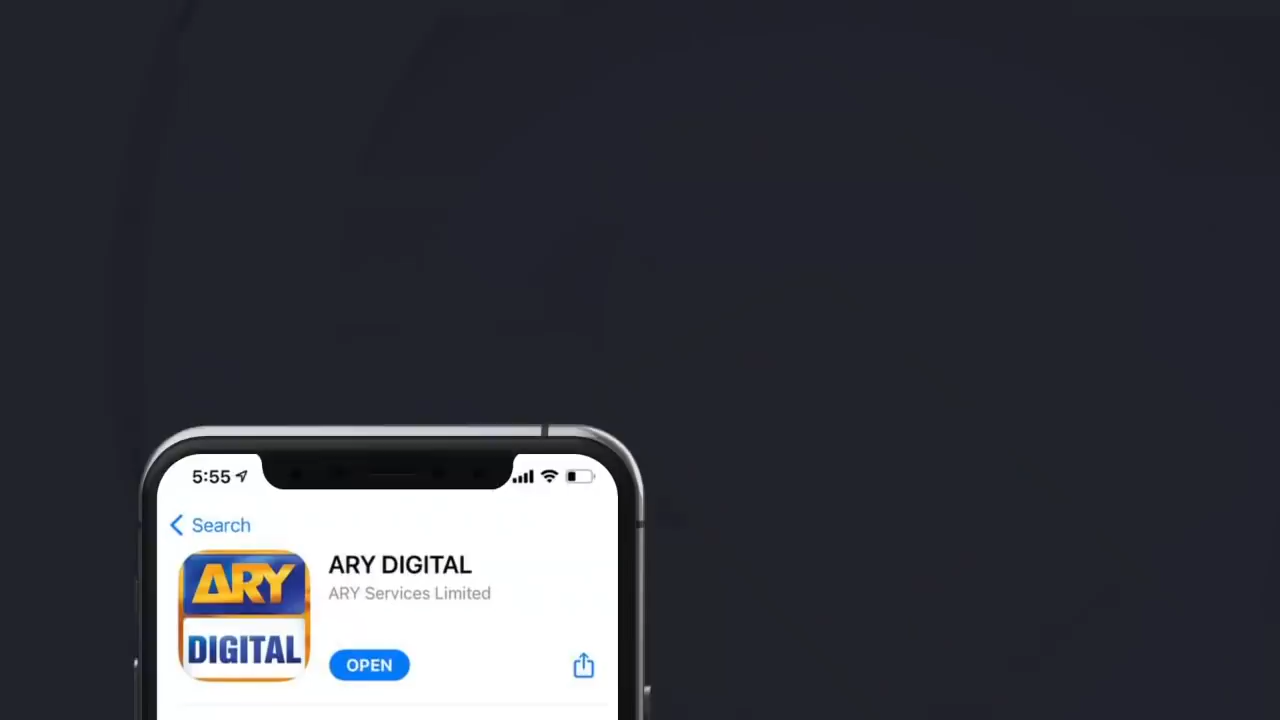 5:55
Search
ARY
DIGITAL
ARY DIGITAL
ARY Services Limited
OPEN